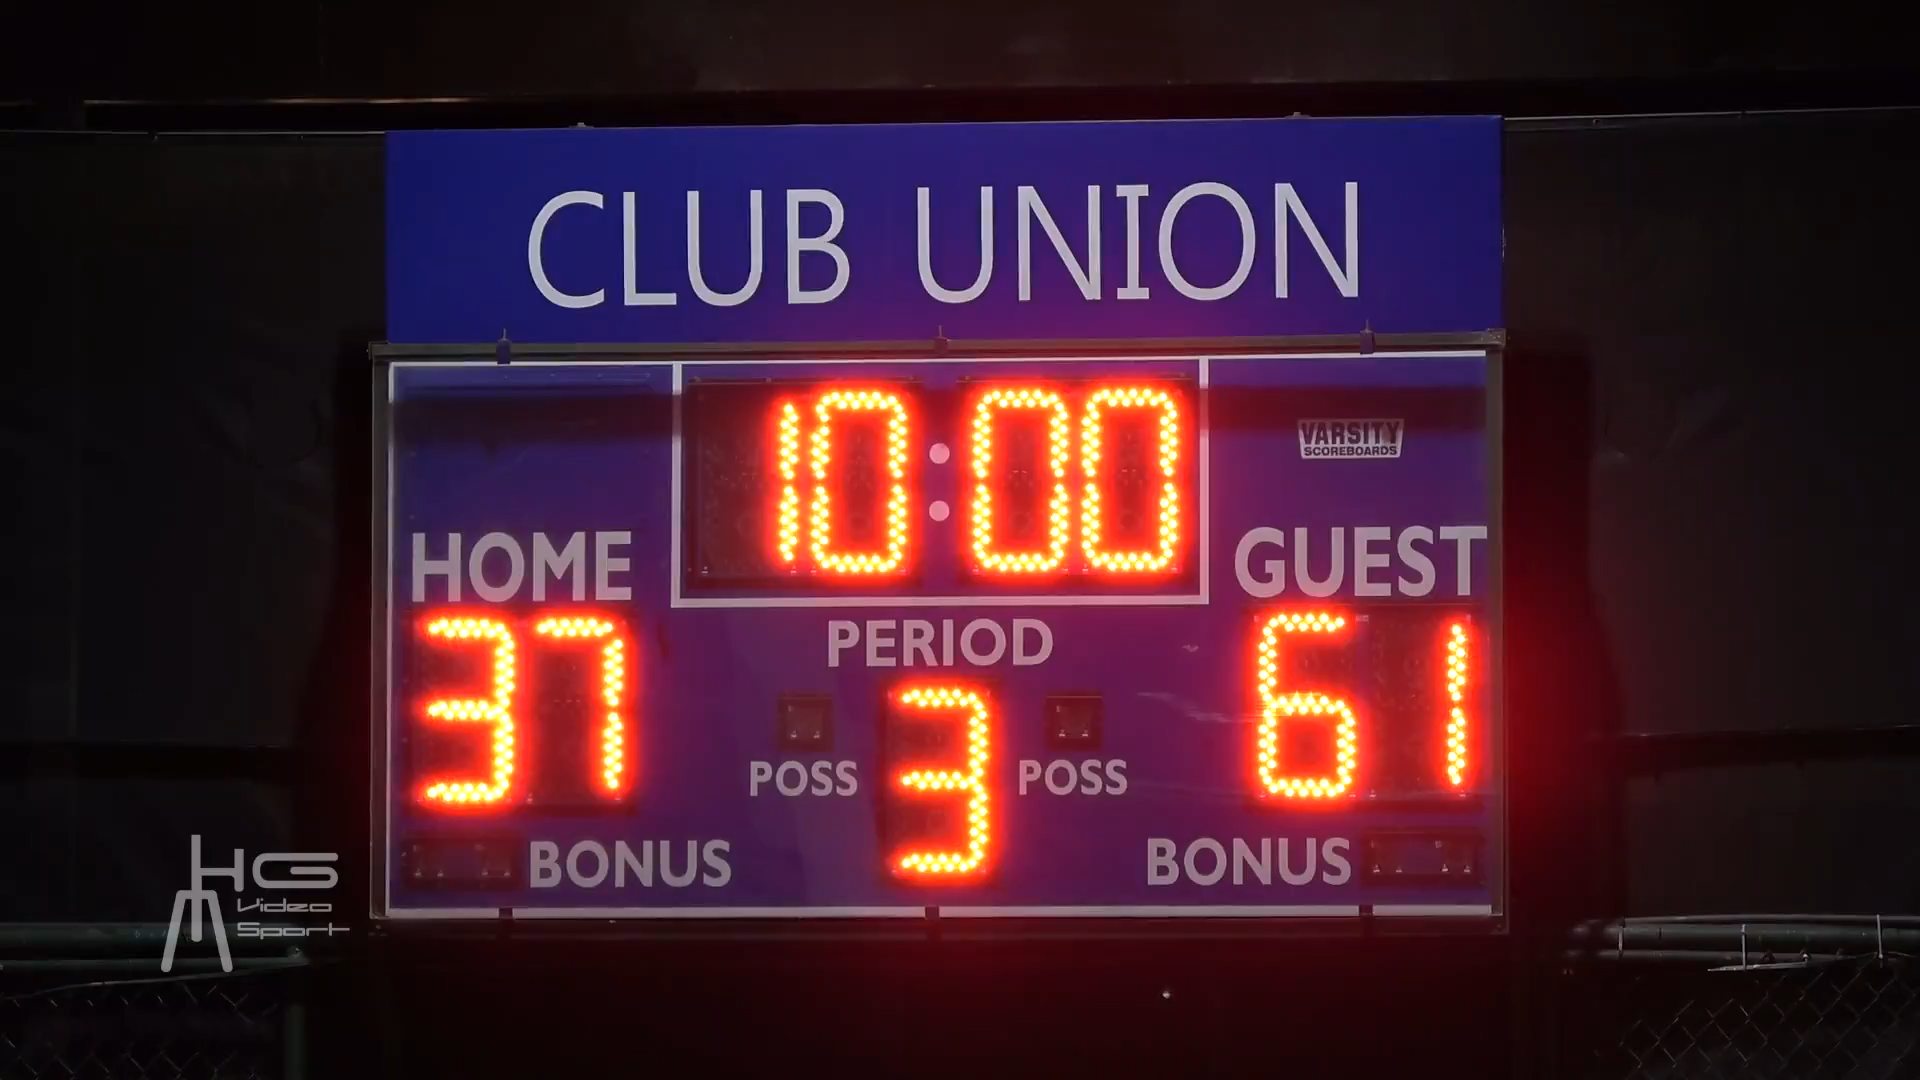 CLUB UNION
10:00
VARSITY
SCOREBOARDS
HOME
GUEST
37
PERIOD
61
3
POSS
POSS
BONUS
BONUS
HG
Video
Sport